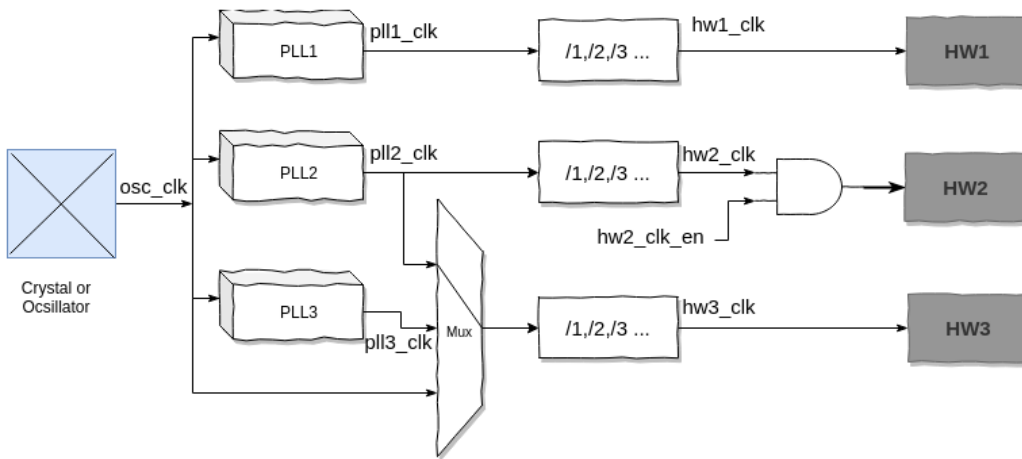 pll1_clk
hw1_clk
PLL1
/1,/2,/3 ...
HW1
pll2_clk
hw2_clk
PLL2
/1,/2,/3 ...
HW2
osc_clk
hw2_clk_en
Crystal or
Ocsillator
PLL3
hw3_clk
pll3_clk
Mux
/1,/2,/3 ...
HW3